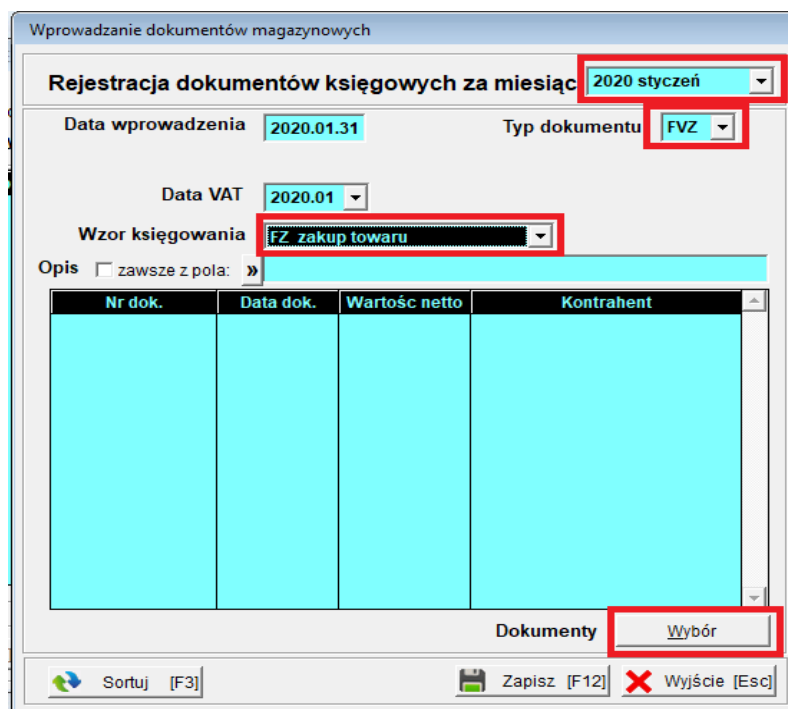 Wprowadzanie dokumentów magazynowych
Rejestracja dokumentów księgowych za miesiąc 2020 styczeń
Data wprowadzenia 2020.01.31 Typ dokumentu FVZ
Data VAT 2020.01
Wzor księgowania FZ zakup towaru
Opis zawsze z pola: »
Nr dok. Data dok. Wartośc netto Kontrahent
Dokumenty Wybór
Sortuj [F3] Zapisz [F12] Wyjście [Esc]